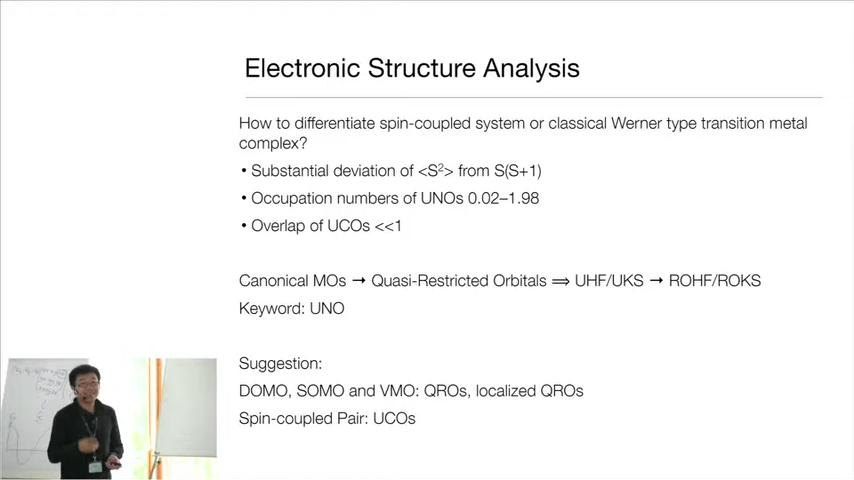 Electronic Structure Analysis
How to differentiate spin-coupled system or classical Werner type transition metal
complex?
• Substantial deviation of <S²> from S(S+1)
• Occupation numbers of UNOs 0.02–1.98
• Overlap of UCOs <<1
Canonical MOs → Quasi-Restricted Orbitals ⟹ UHF/UKS → ROHF/ROKS
Keyword: UNO
Suggestion:
DOMO, SOMO and VMO: QROs, localized QROs
Spin-coupled Pair: UCOs